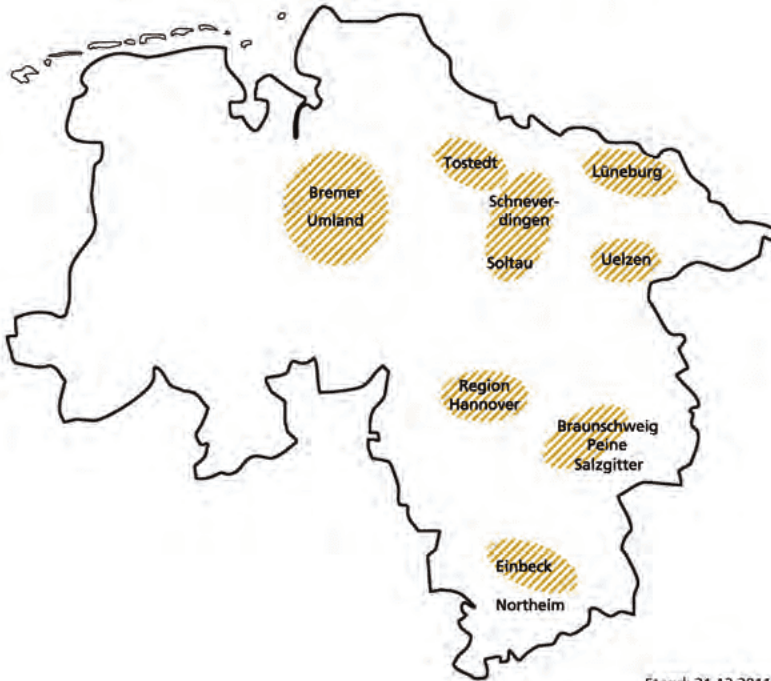 Tostedt
Lüneburg
Bremer
Umland
Schnever-
dingen
Soltau
Uelzen
Region
Hannover
Braunschweig
Peine
Salzgitter
Einbeck
Northeim